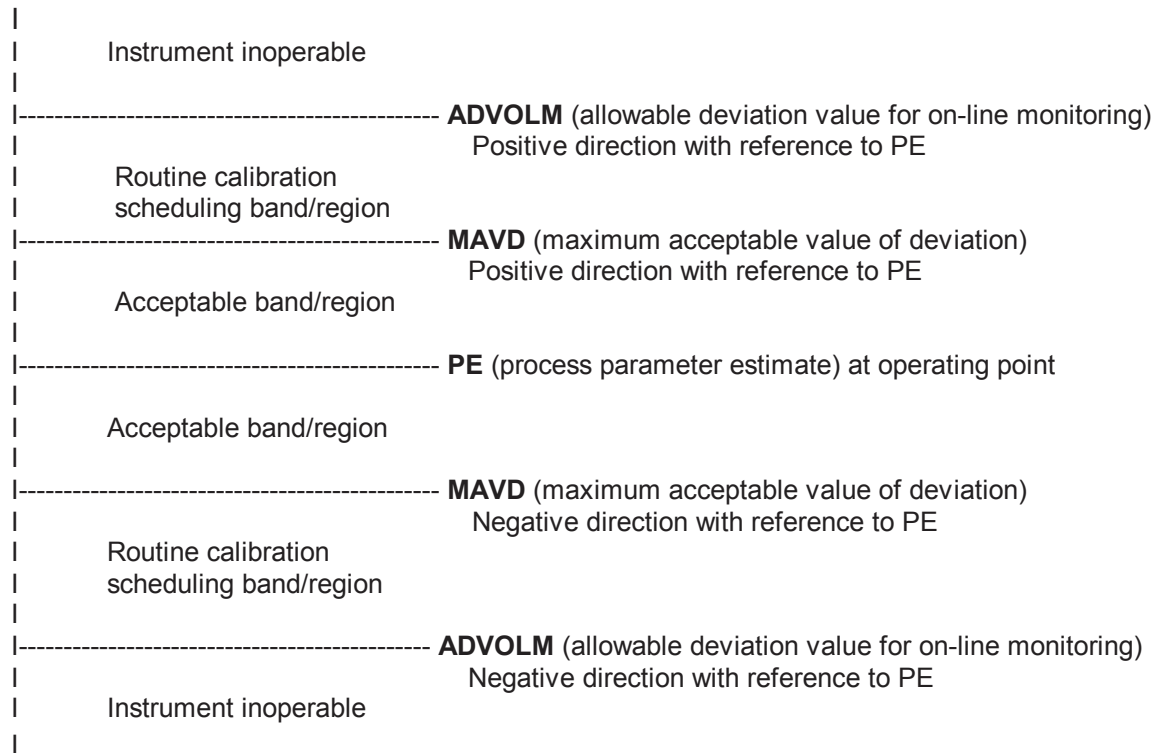 Instrument inoperable
ADVOLM (allowable deviation value for on-line monitoring)
Positive direction with reference to PE
Routine calibration
scheduling band/region
MAVD (maximum acceptable value of deviation)
Positive direction with reference to PE
Acceptable band/region
PE (process parameter estimate) at operating point
Acceptable band/region
MAVD (maximum acceptable value of deviation)
Negative direction with reference to PE
Routine calibration
scheduling band/region
ADVOLM (allowable deviation value for on-line monitoring)
Negative direction with reference to PE
Instrument inoperable